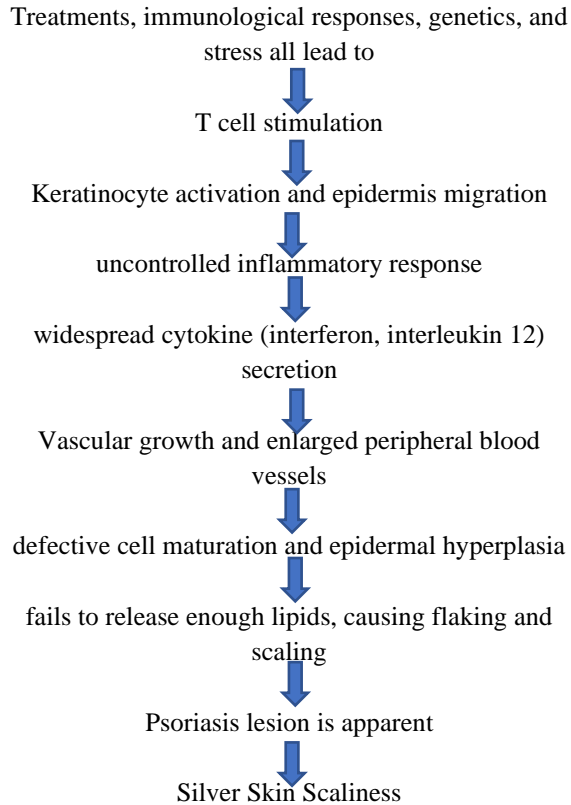 Treatments, immunological responses, genetics, and
stress all lead to
T cell stimulation
Keratinocyte activation and epidermis migration
uncontrolled inflammatory response
widespread cytokine (interferon, interleukin 12)
secretion
Vascular growth and enlarged peripheral blood
vessels
defective cell maturation and epidermal hyperplasia
fails to release enough lipids, causing flaking and
scaling
Psoriasis lesion is apparent
Silver Skin Scaliness